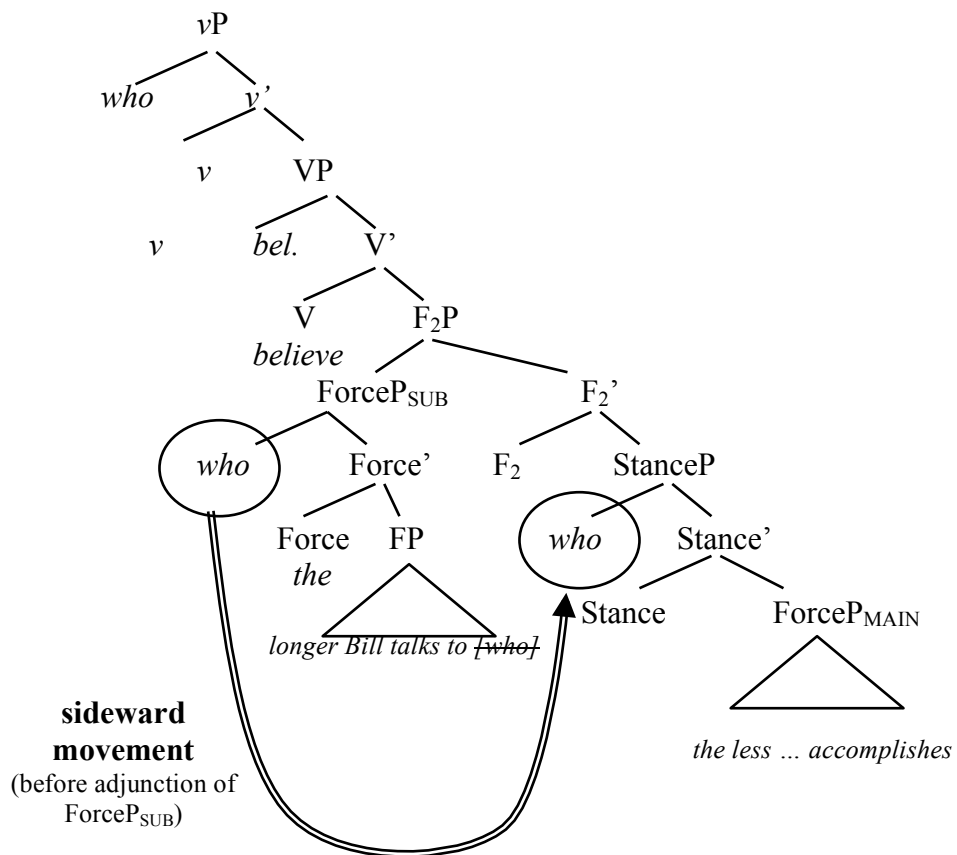 vP
who v’
v VP
v bel. V’
V F₂P
believe
ForceP_SUB F₂’
who Force’ F₂ StanceP
Force FP who Stance’
the
Stance ForceP_MAIN
longer Bill talks to [who]
sideward
movement the less … accomplishes
(before adjunction of
ForceP_SUB)